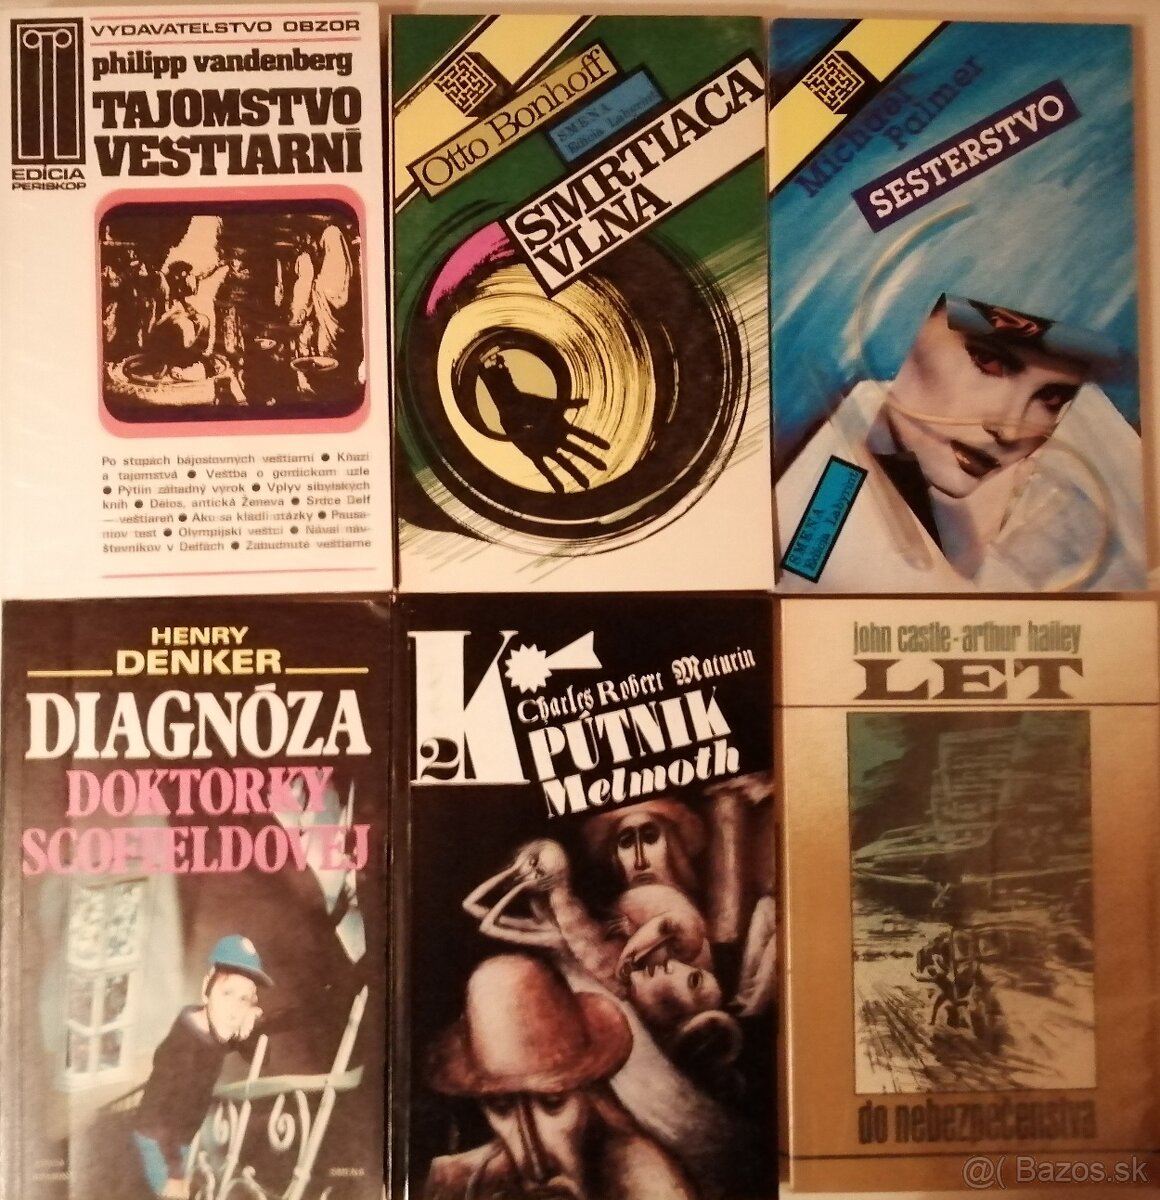 VYDAVATEĽSTVO OBZOR
philipp vandenberg
TAJOMSTVO
VEŠTIARNÍ
EDÍCIA
PERISKOP
Po stopách bájoslovných veštiarní ● Kňazi
a tajomstvá ● Veštba o gordickom uzle
● Pýtiin záhadný výrok ● Vplyv sibylských
kníh ● Délos, antická Ženeva ● Srdce Delf
— veštiareň ● Ako sa kládli otázky ● Pausa-
niov test ● Olympijskí veštci ● Nával náv-
števníkov v Delfách ● Zabudnuté veštiarne
Otto Bonhoff
SMENA
Edícia Labyrint
SMRTIACA
VLNA
Michael
Palmer
SESTERSTVO
SMENA
Edícia Labyrint
HENRY
DENKER
DIAGNÓZA
DOKTORKY
SCOFIELDOVEJ
SMENA
K
2
Charles Robert Maturin
PÚTNIK
Melmoth
john castle-arthur hailey
LET
do nebezpečenstva
@( Bazos.sk